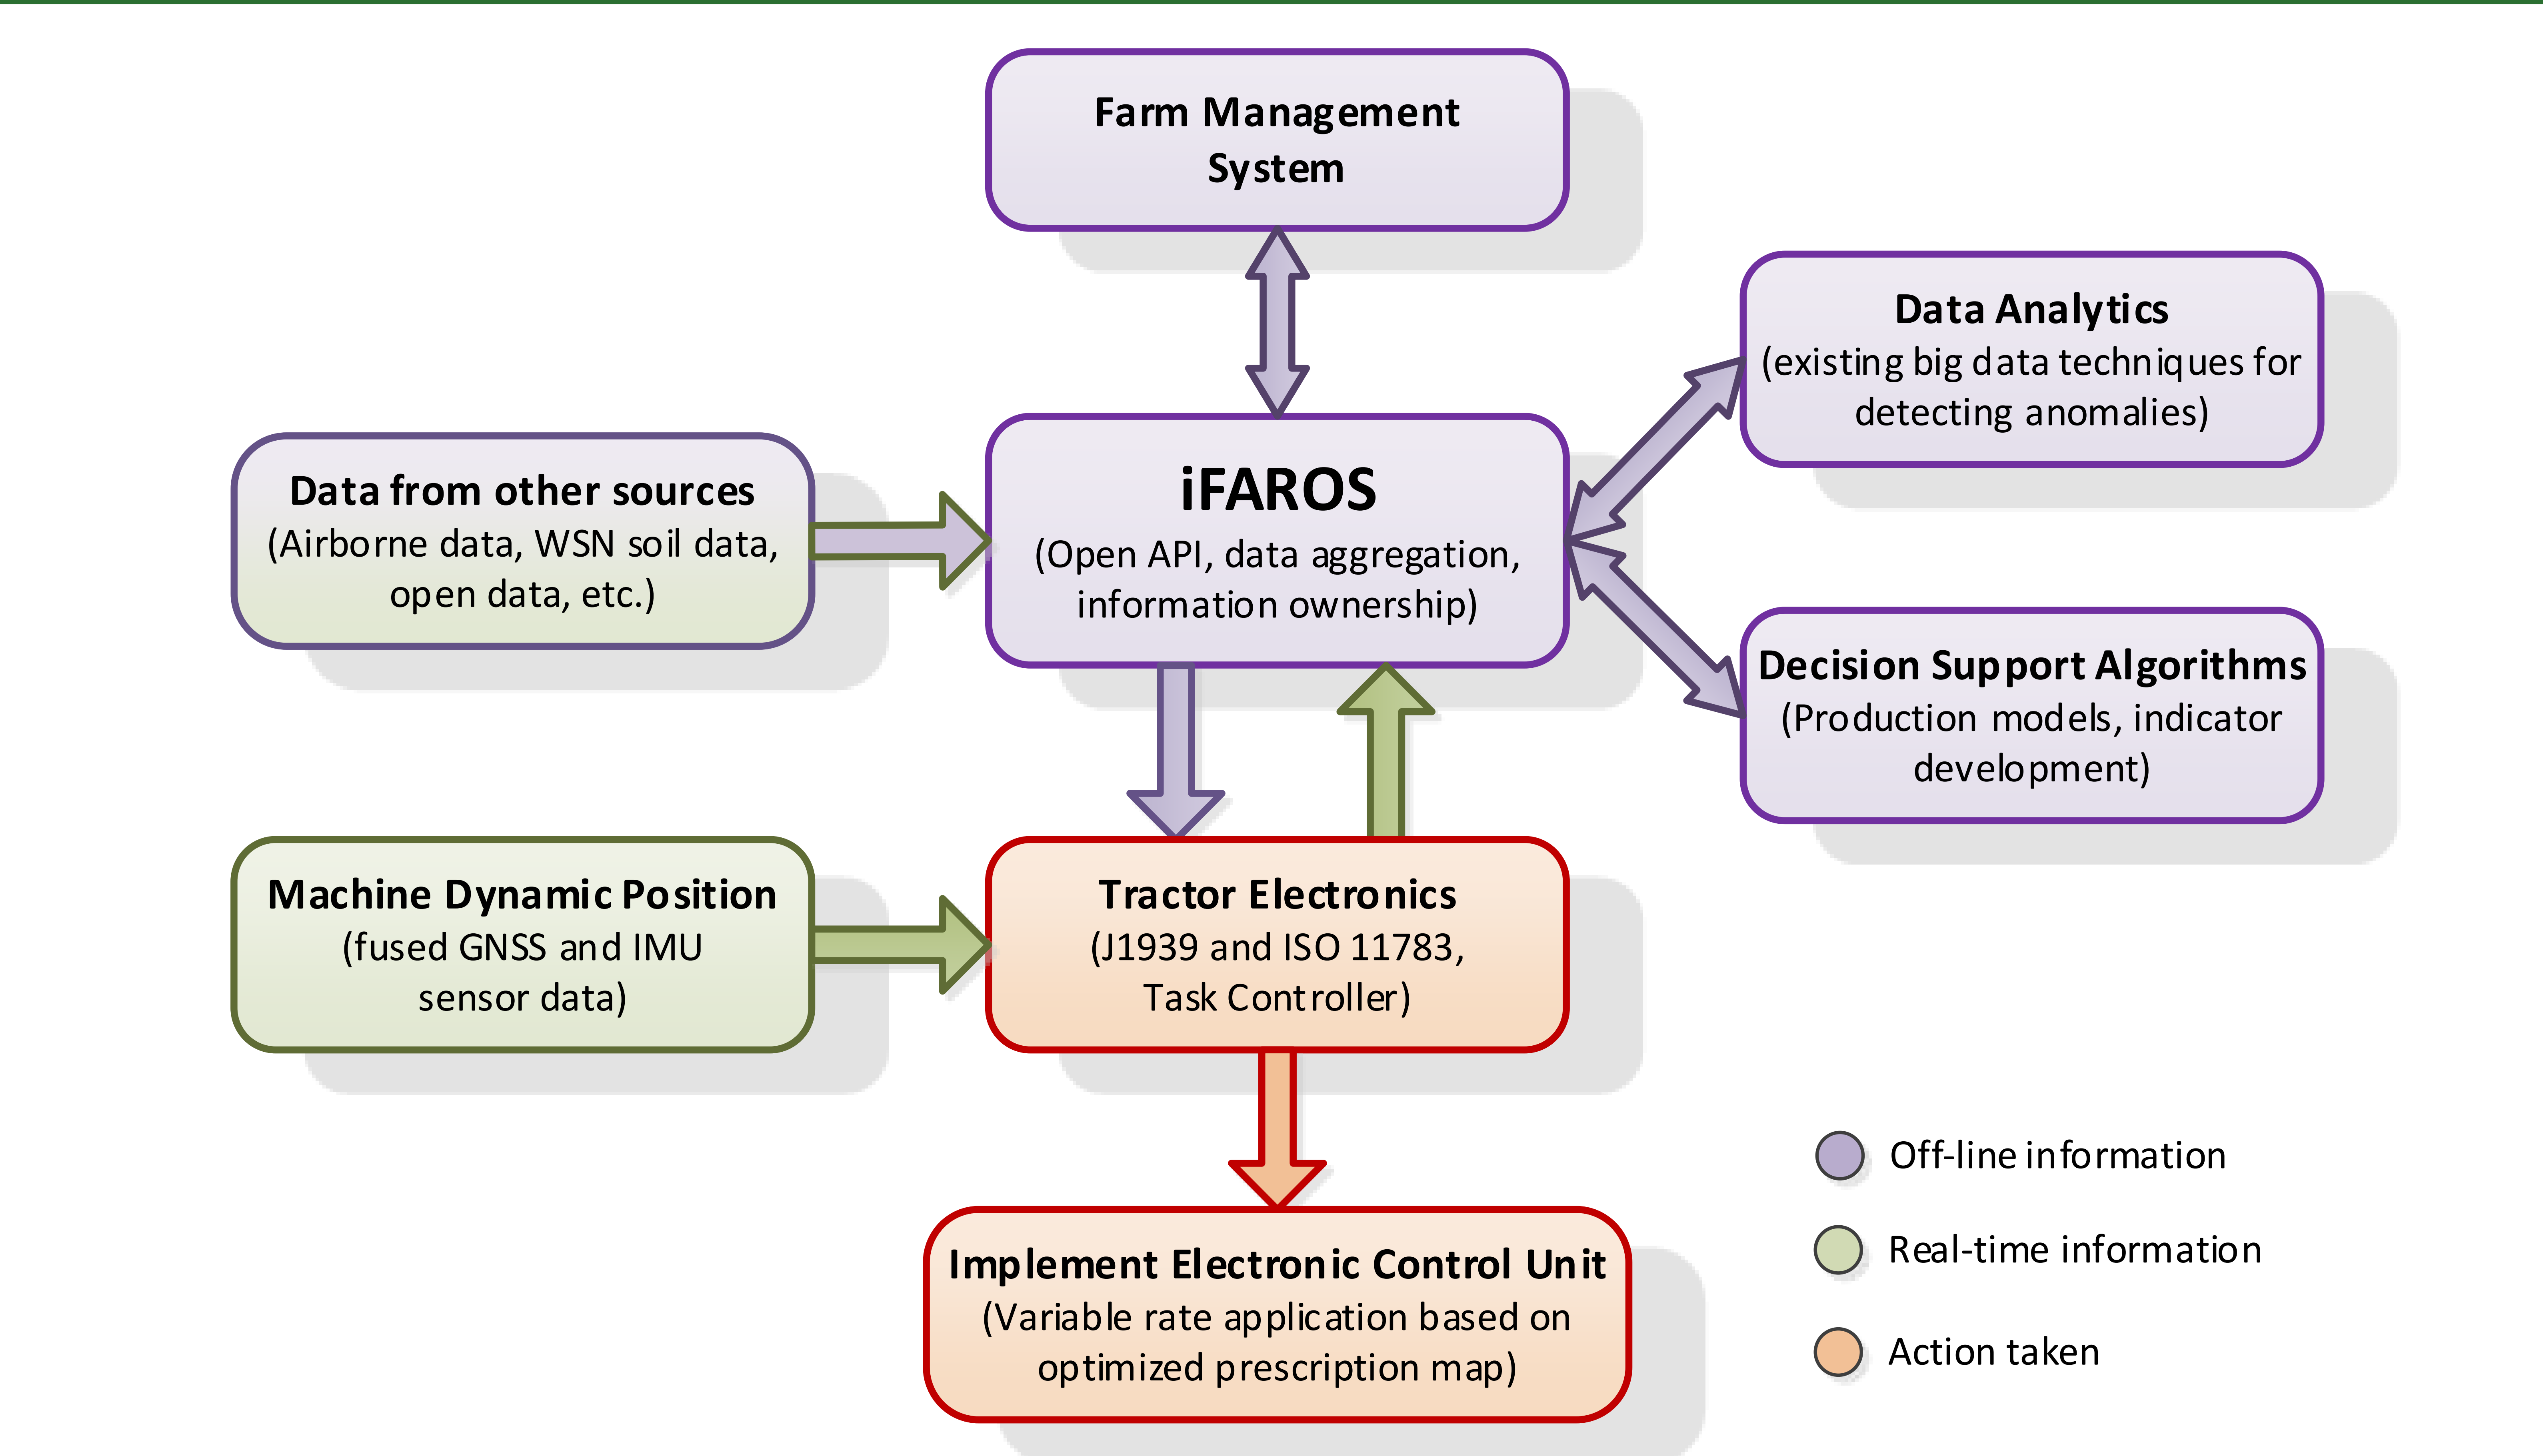 Farm Management
System
Data Analytics
(existing big data techniques for
detecting anomalies)
Data from other sources
(Airborne data, WSN soil data,
open data, etc.)
iFAROS
(Open API, data aggregation,
information ownership)
Decision Support Algorithms
(Production models, indicator
development)
Machine Dynamic Position
(fused GNSS and IMU
sensor data)
Tractor Electronics
(J1939 and ISO 11783,
Task Controller)
Implement Electronic Control Unit
(Variable rate application based on
optimized prescription map)
Off-line information
Real-time information
Action taken